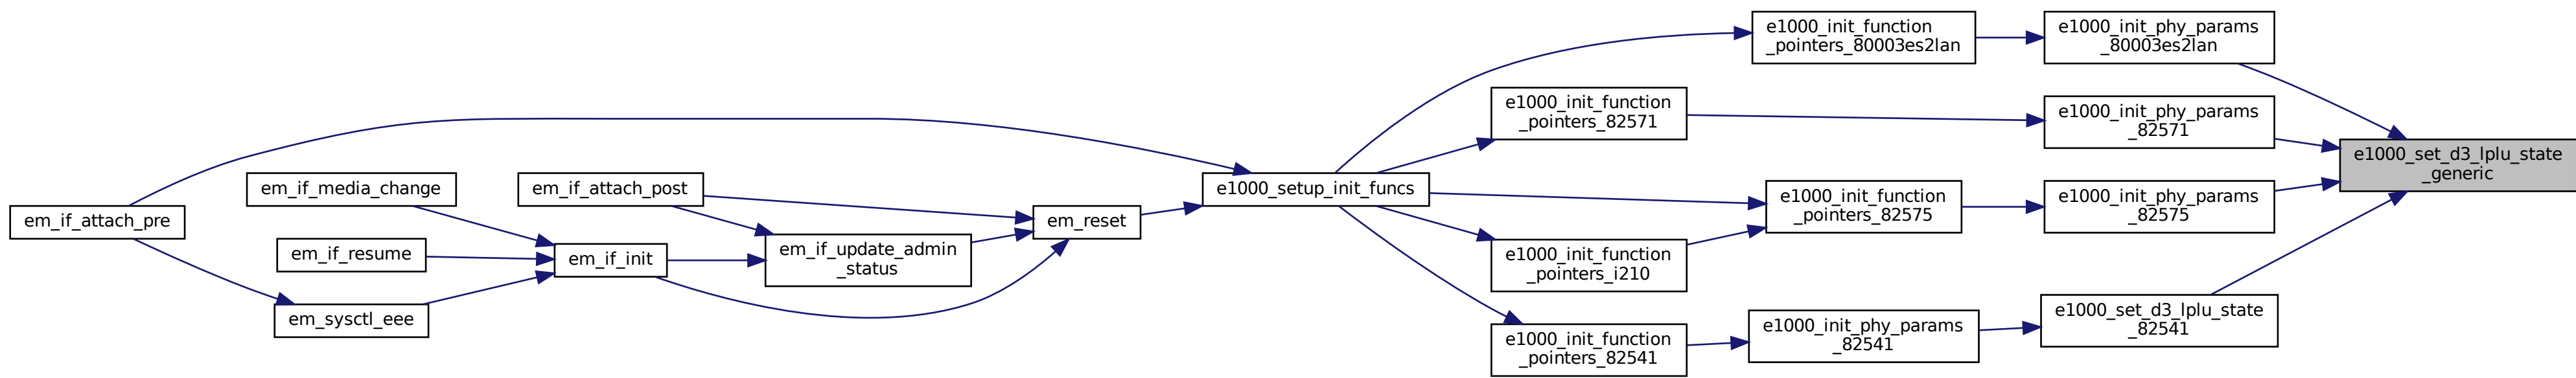 em_if_attach_pre
em_if_media_change
em_if_resume
em_sysctl_eee
em_if_attach_post
em_if_init
em_if_update_admin
_status
em_reset
e1000_setup_init_funcs
e1000_init_function
_pointers_80003es2lan
e1000_init_function
_pointers_82571
e1000_init_function
_pointers_82575
e1000_init_function
_pointers_i210
e1000_init_function
_pointers_82541
e1000_init_phy_params
_80003es2lan
e1000_init_phy_params
_82571
e1000_init_phy_params
_82575
e1000_init_phy_params
_82541
e1000_set_d3_lplu_state
_82541
e1000_set_d3_lplu_state
_generic